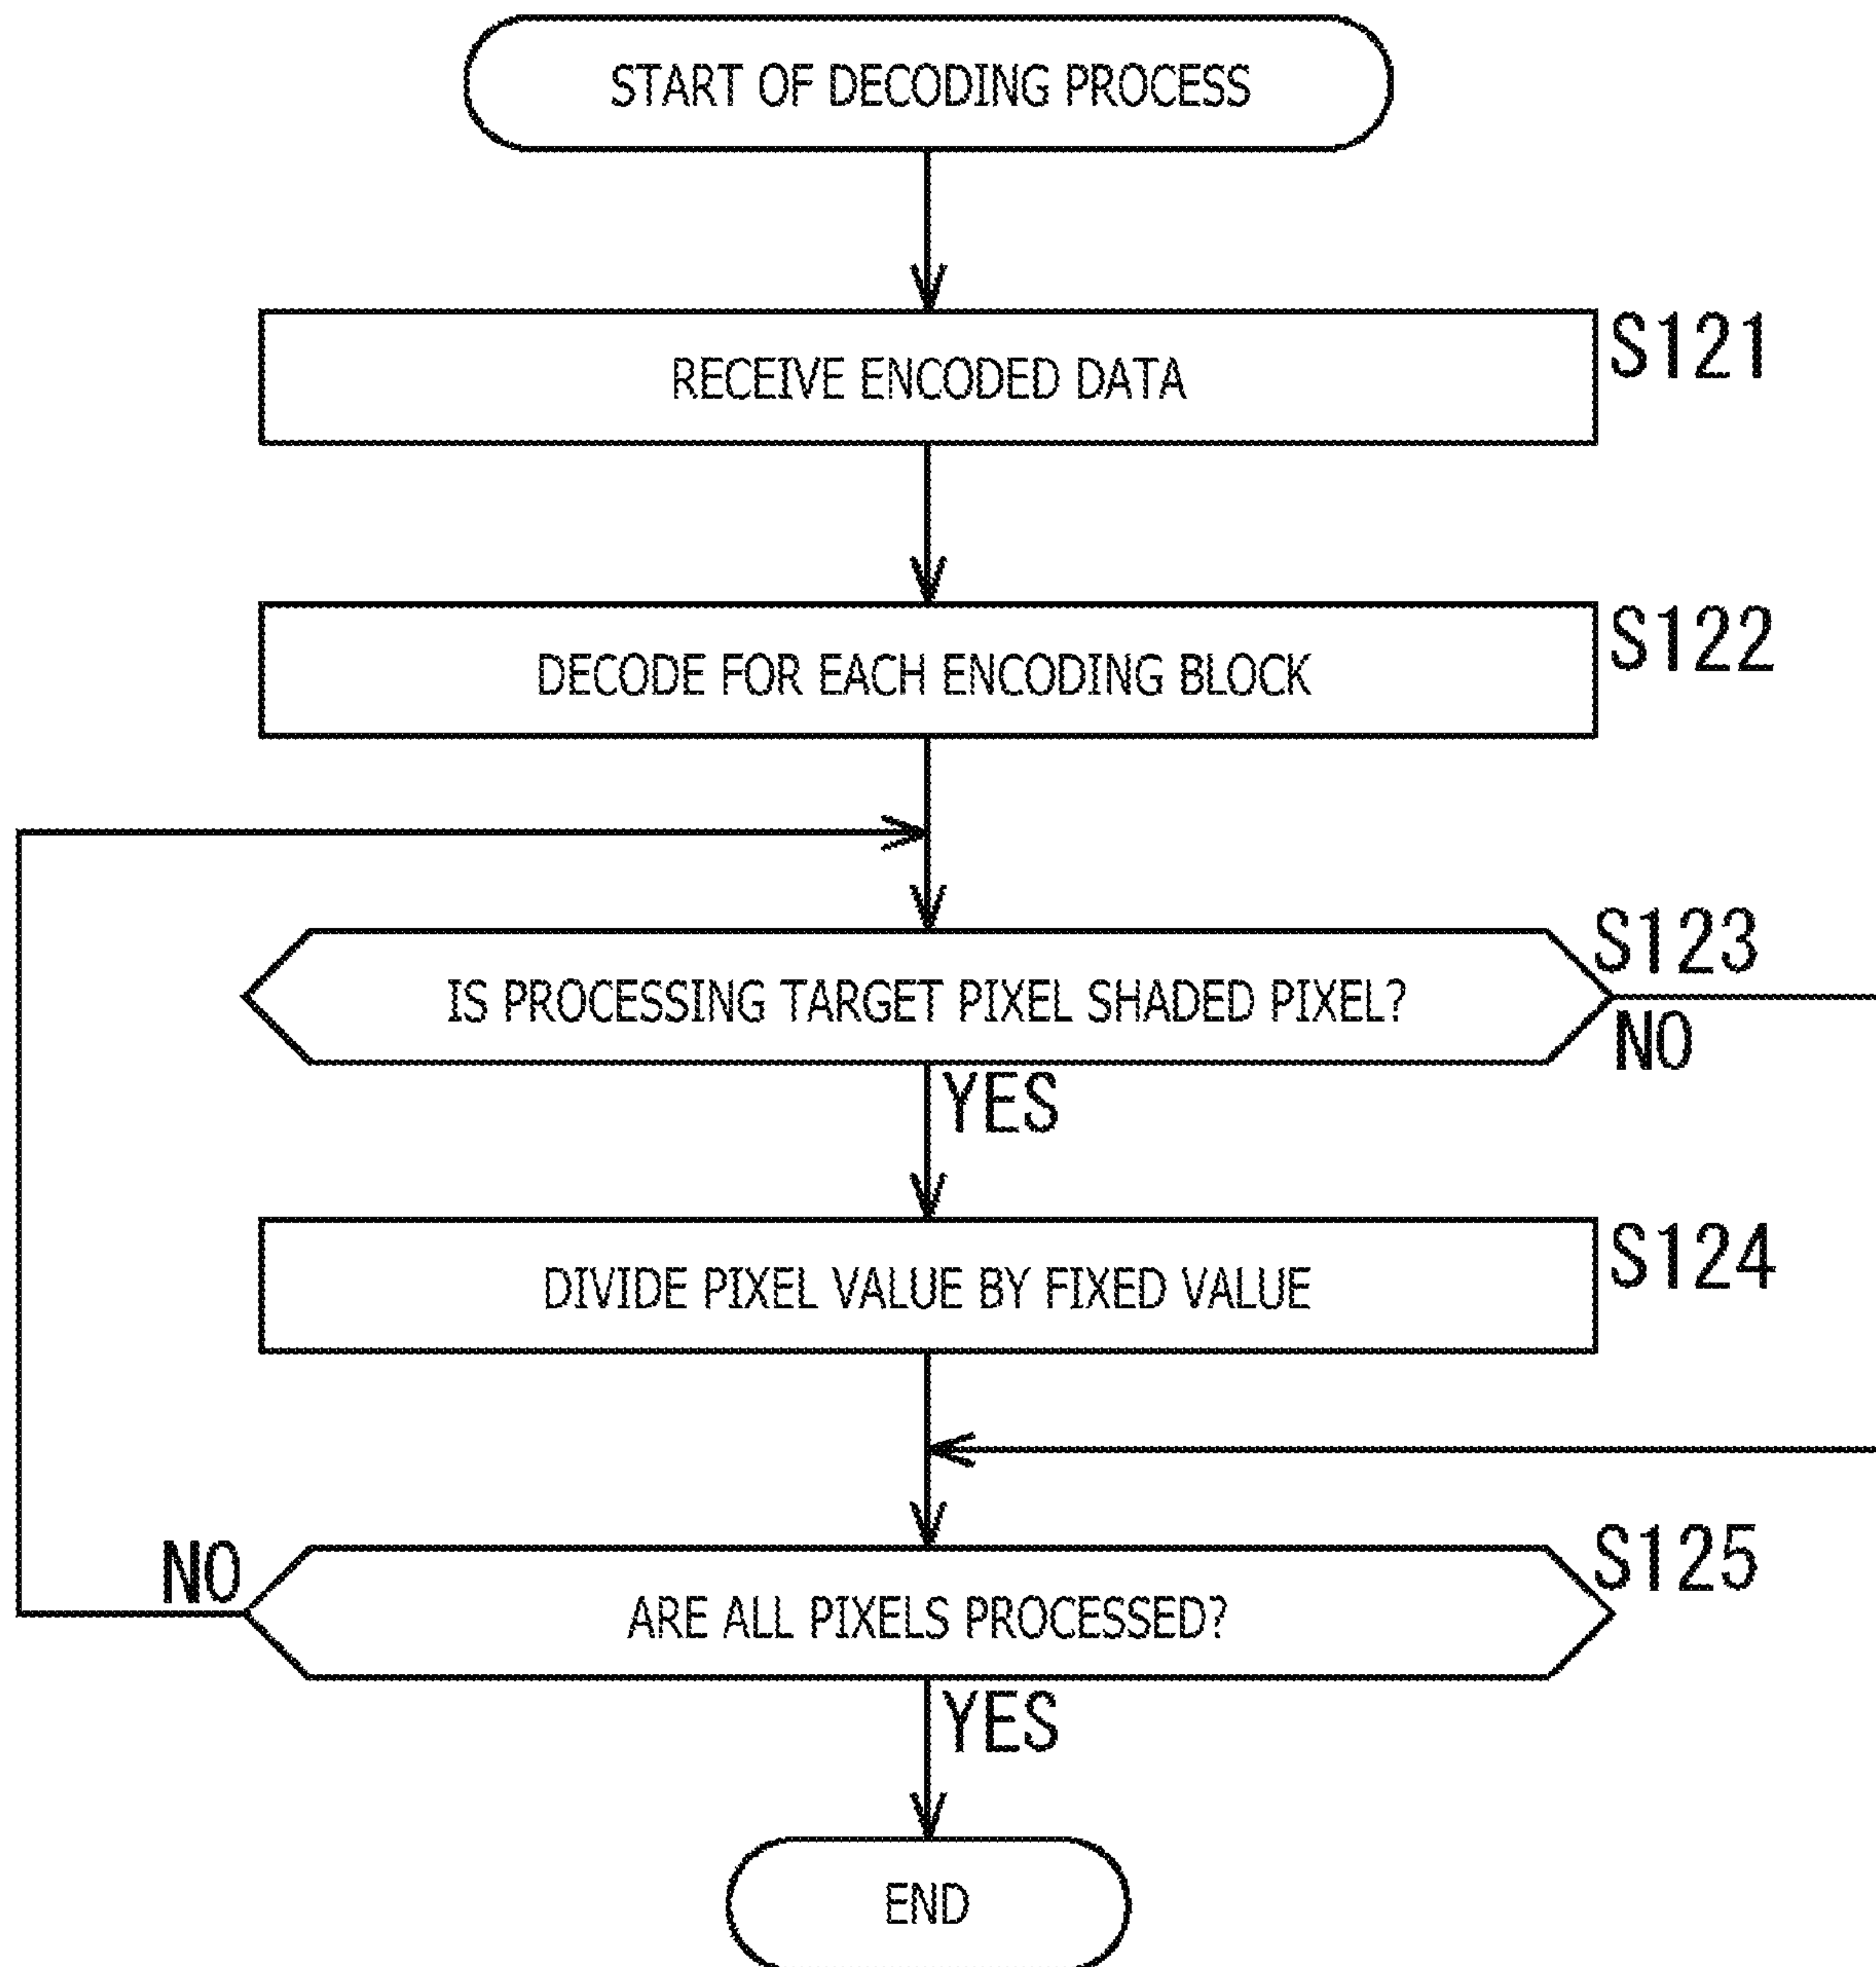 START OF DECODING PROCESS
RECEIVE ENCODED DATA
S121
DECODE FOR EACH ENCODING BLOCK
S122
IS PROCESSING TARGET PIXEL SHADED PIXEL?
S123
NO
YES
DIVIDE PIXEL VALUE BY FIXED VALUE
S124
NO
ARE ALL PIXELS PROCESSED?
S125
YES
END